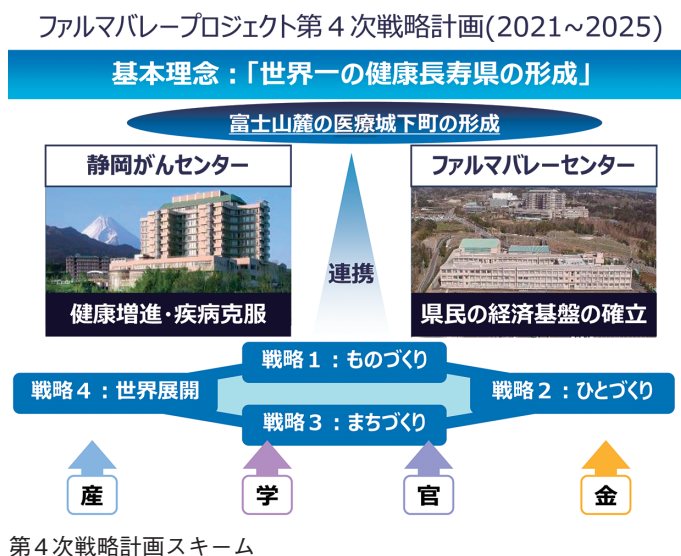 ファルマバレープロジェクト第４次戦略計画(2021~2025)
基本理念：｢世界一の健康長寿県の形成｣
富士山麓の医療城下町の形成
静岡がんセンター
ファルマバレーセンター
連携
健康増進･疾病克服
県民の経済基盤の確立
戦略１：ものづくり
戦略４：世界展開
戦略２：ひとづくり
戦略３：まちづくり
産
学
官
金
第４次戦略計画スキーム